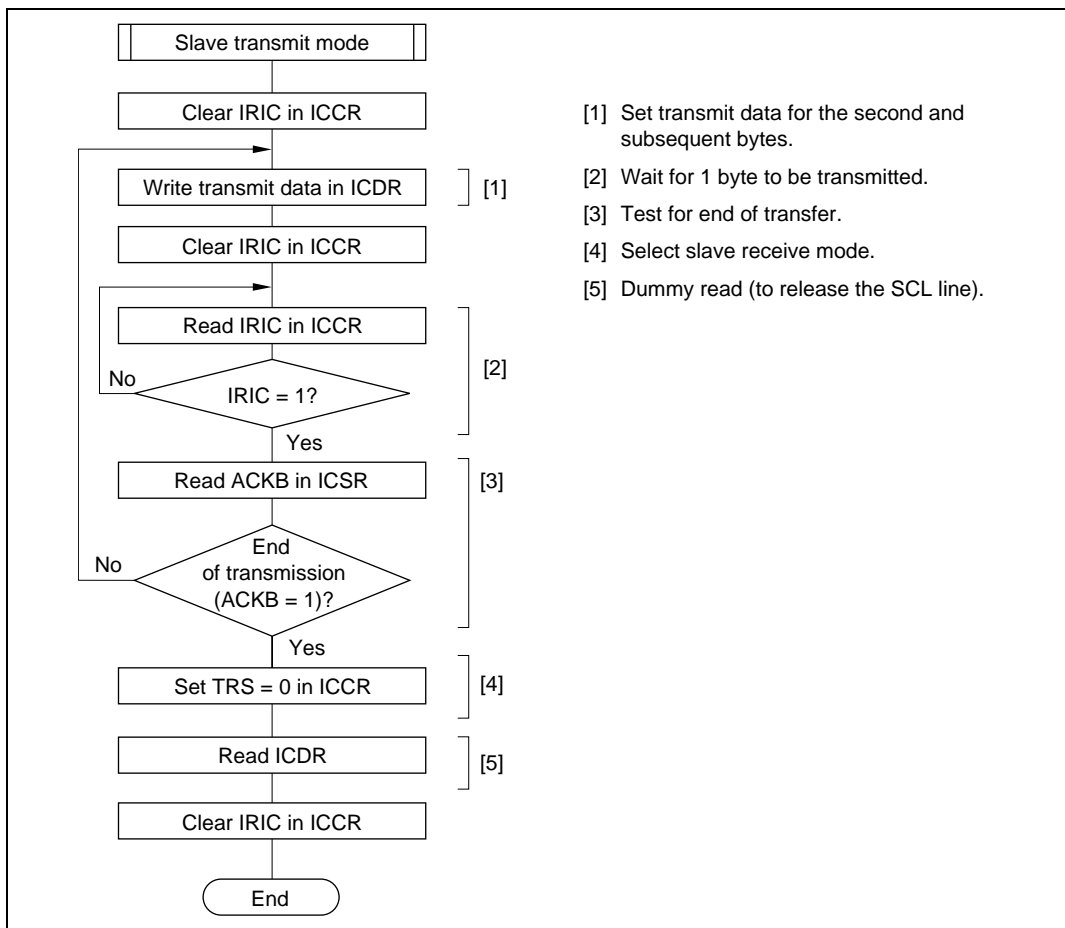 Slave transmit mode
Clear IRIC in ICCR
Write transmit data in ICDR
[1]
Clear IRIC in ICCR
Read IRIC in ICCR
[2]
No
IRIC = 1?
Yes
Read ACKB in ICSR
[3]
No
End
of transmission
(ACKB = 1)?
Yes
Set TRS = 0 in ICCR
[4]
Read ICDR
[5]
Clear IRIC in ICCR
End
[1] Set transmit data for the second and
subsequent bytes.
[2] Wait for 1 byte to be transmitted.
[3] Test for end of transfer.
[4] Select slave receive mode.
[5] Dummy read (to release the SCL line).